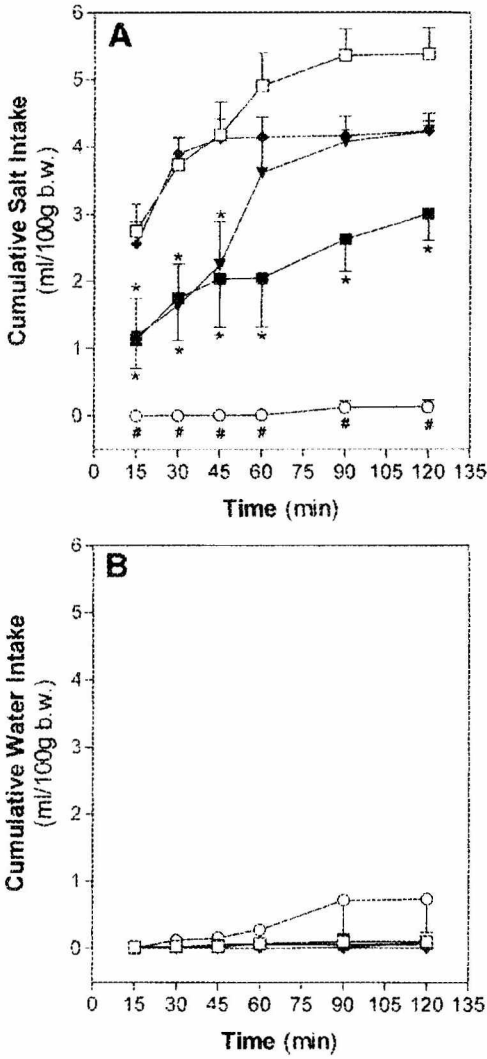 A
Cumulative Salt Intake
(ml/100g b.w.)
6
5
4
3
2
1
0
* * * * * *
* * *
# # # # # #
0 15 30 45 60 75 90 105 120 135
Time (min)
B
Cumulative Water Intake
(ml/100g b.w.)
6
5
4
3
2
1
0
0 15 30 45 60 75 90 105 120 135
Time (min)